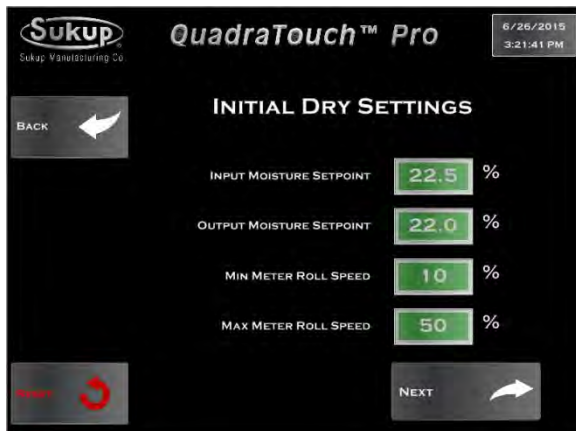 Sukup
Sukup Manufacturing Co.
QuadraTouch™ Pro
6/26/2015
3:21:41 PM
BACK
INITIAL DRY SETTINGS
INPUT MOISTURE SETPOINT 22.5 %
OUTPUT MOISTURE SETPOINT 22.0 %
MIN METER ROLL SPEED 10 %
MAX METER ROLL SPEED 50 %
NEXT